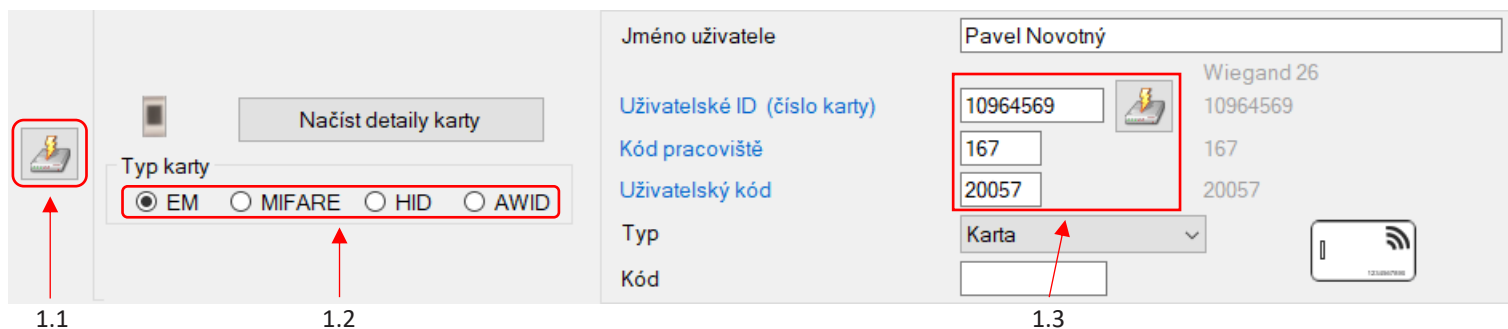 Načíst detaily karty
Typ karty
EM MIFARE HID AWID
Jméno uživatele Pavel Novotný
Wiegand 26
Uživatelské ID (číslo karty) 10964569 10964569
Kód pracoviště 167 167
Uživatelský kód 20057 20057
Typ Karta
Kód
1234567890
1.1 1.2 1.3